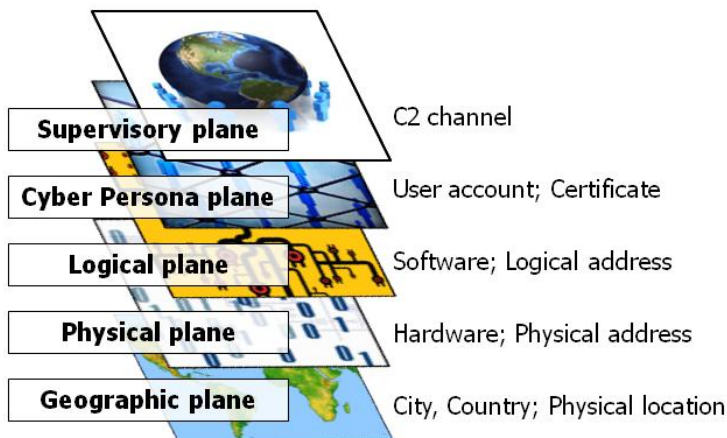 Supervisory plane
C2 channel
Cyber Persona plane
User account; Certificate
Logical plane
Software; Logical address
Physical plane
Hardware; Physical address
Geographic plane
City, Country; Physical location